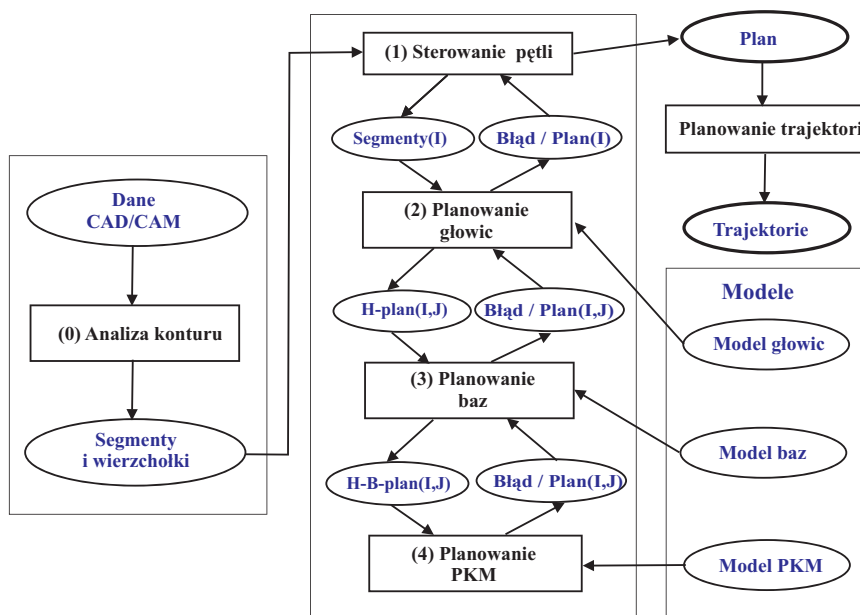 Dane
CAD/CAM
(0) Analiza konturu
Segmenty
i wierzchołki
(1) Sterowanie pętli
Segmenty(I)
Błąd / Plan(I)
(2) Planowanie
głowic
H-plan(I,J)
Błąd / Plan(I,J)
(3) Planowanie
baz
H-B-plan(I,J)
Błąd / Plan(I,J)
(4) Planowanie
PKM
Plan
Planowanie trajektori
Trajektorie
Modele
Model głowic
Model baz
Model PKM